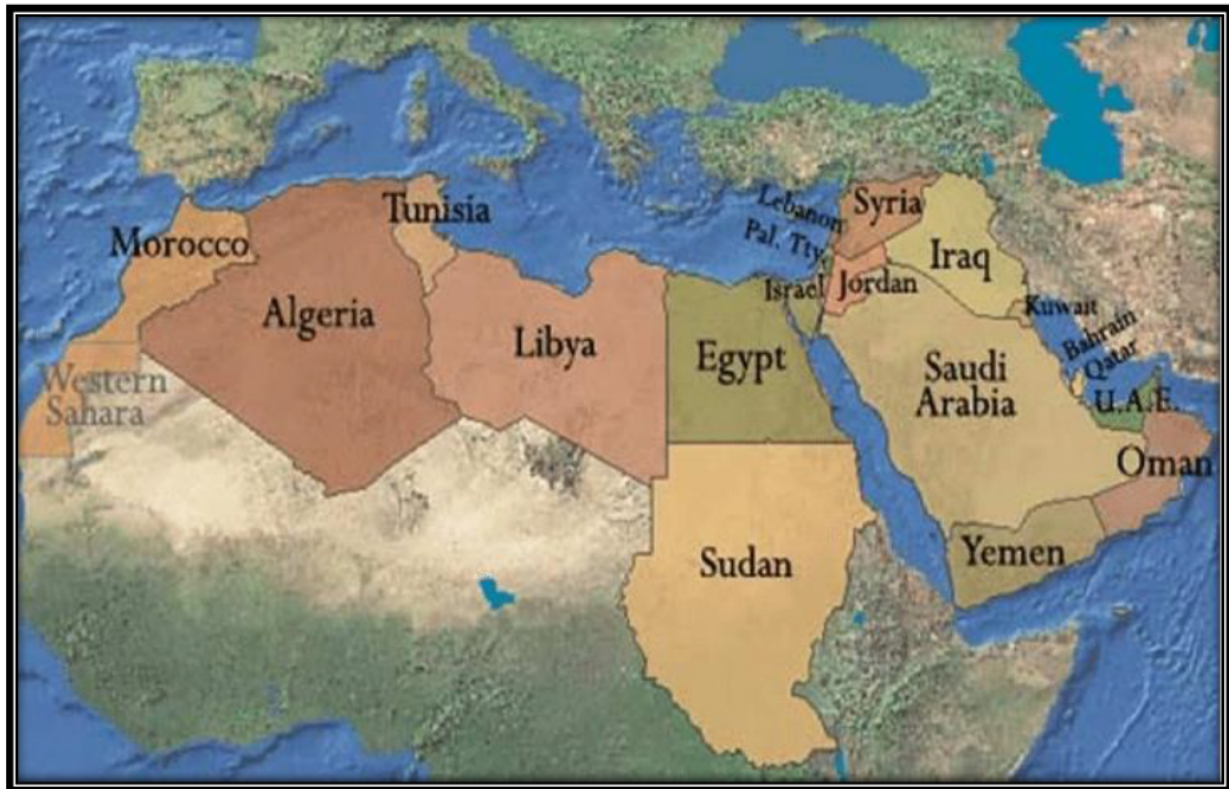 Tunisia
Morocco
Algeria
Libya
Egypt
Western
Sahara
Lebanon
Syria
Pal. Tty.
Israel
Jordan
Iraq
Kuwait
Bahrain
Qatar
Saudi
Arabia
U.A.E.
Oman
Yemen
Sudan